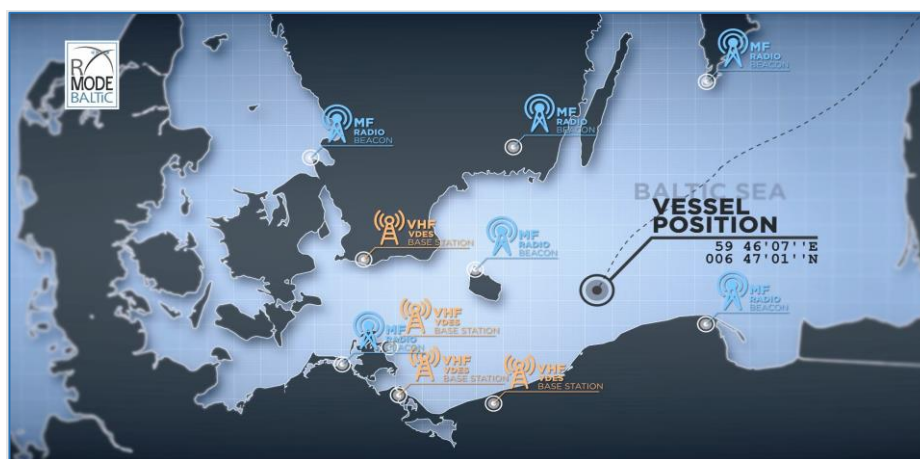 R-MODE
BALTIC
MF
RADIO
BEACON
MF
RADIO
BEACON
MF
RADIO
BEACON
BALTIC SEA
VESSEL
POSITION
59 46'07''E
006 47'01''N
VHF
VDES
BASE STATION
MF
RADIO
BEACON
MF
RADIO
BEACON
VHF
VDES
BASE STATION
MF
RADIO
BEACON
VHF
VDES
BASE STATION
VHF
VDES
BASE STATION